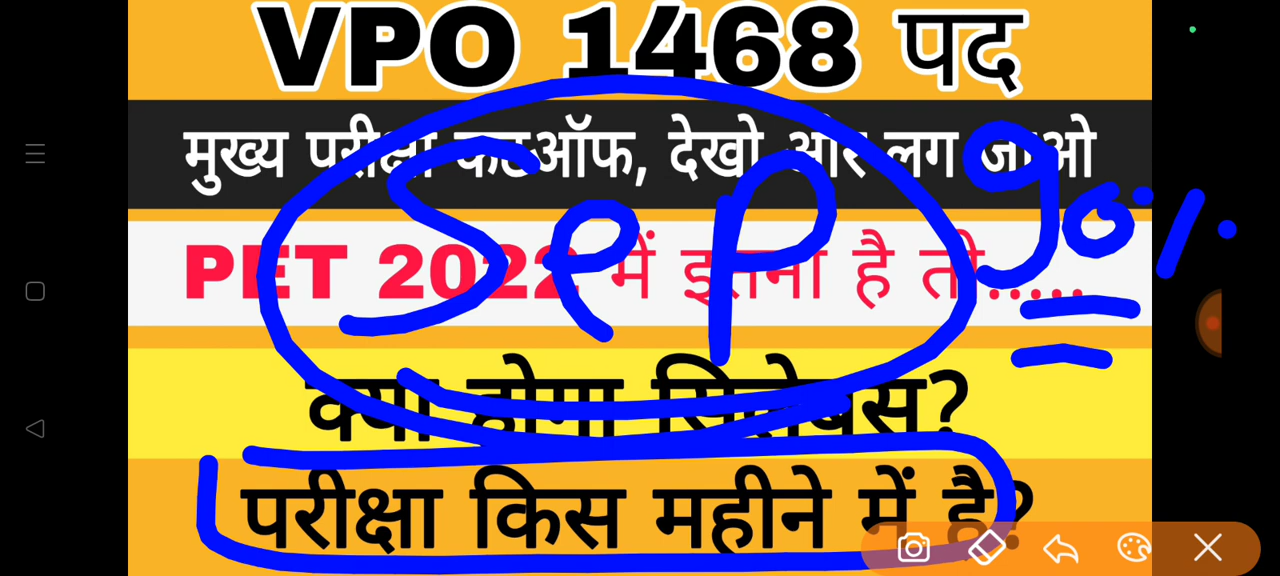 VPO 1468 पद
मुख्य परीक्षा कटऑफ, देखो और लग जाओ
90%
Sep
PET 2022 में इतना है तो.....
क्या होगा सिलेबस?
परीक्षा किस महीने में है?